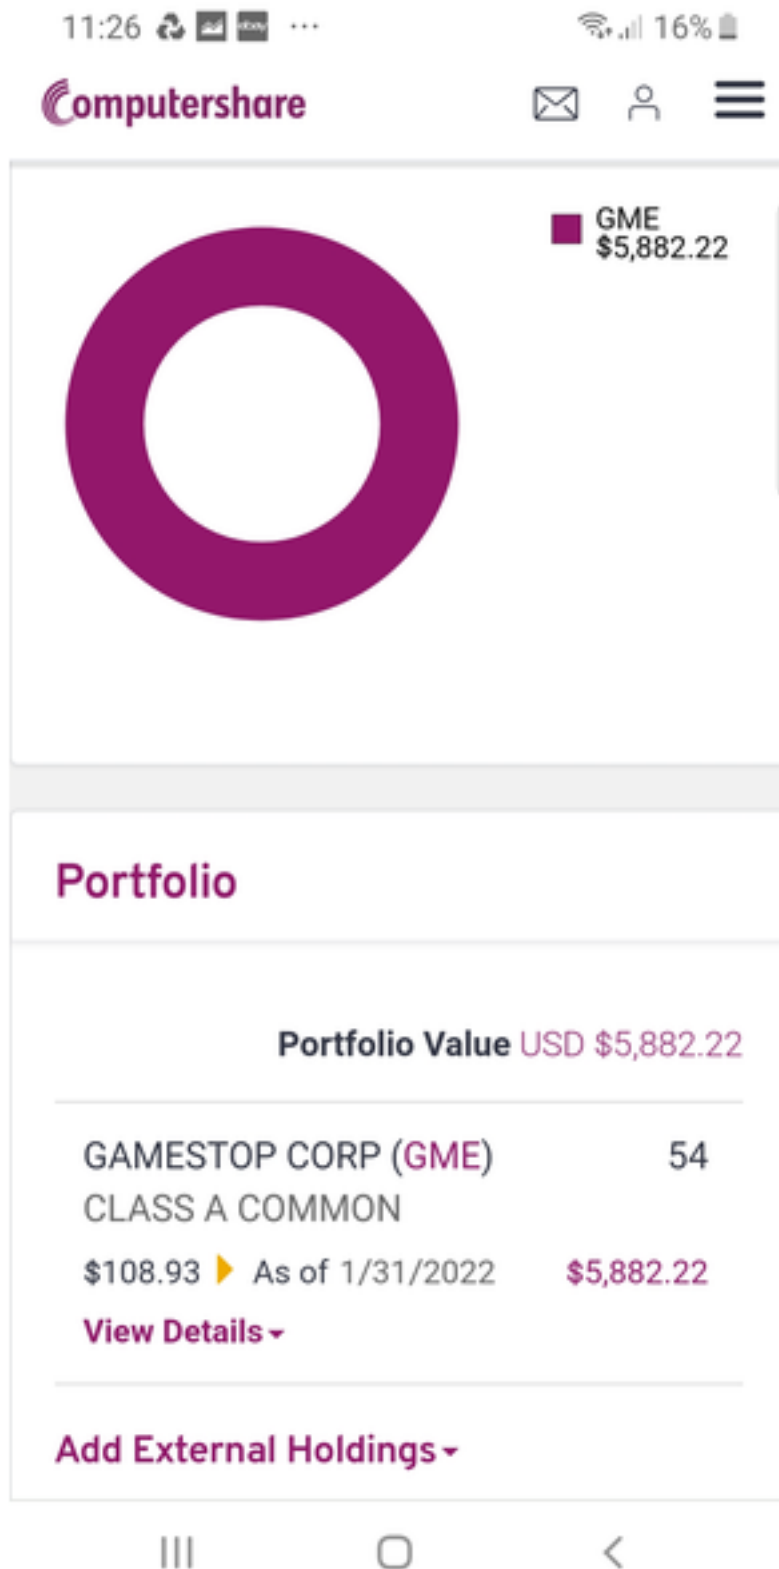 11:26 ... 16%
Computershare
GME
$5,882.22
Portfolio
Portfolio Value USD $5,882.22
GAMESTOP CORP (GME) 54
CLASS A COMMON
$108.93 As of 1/31/2022 $5,882.22
View Details
Add External Holdings